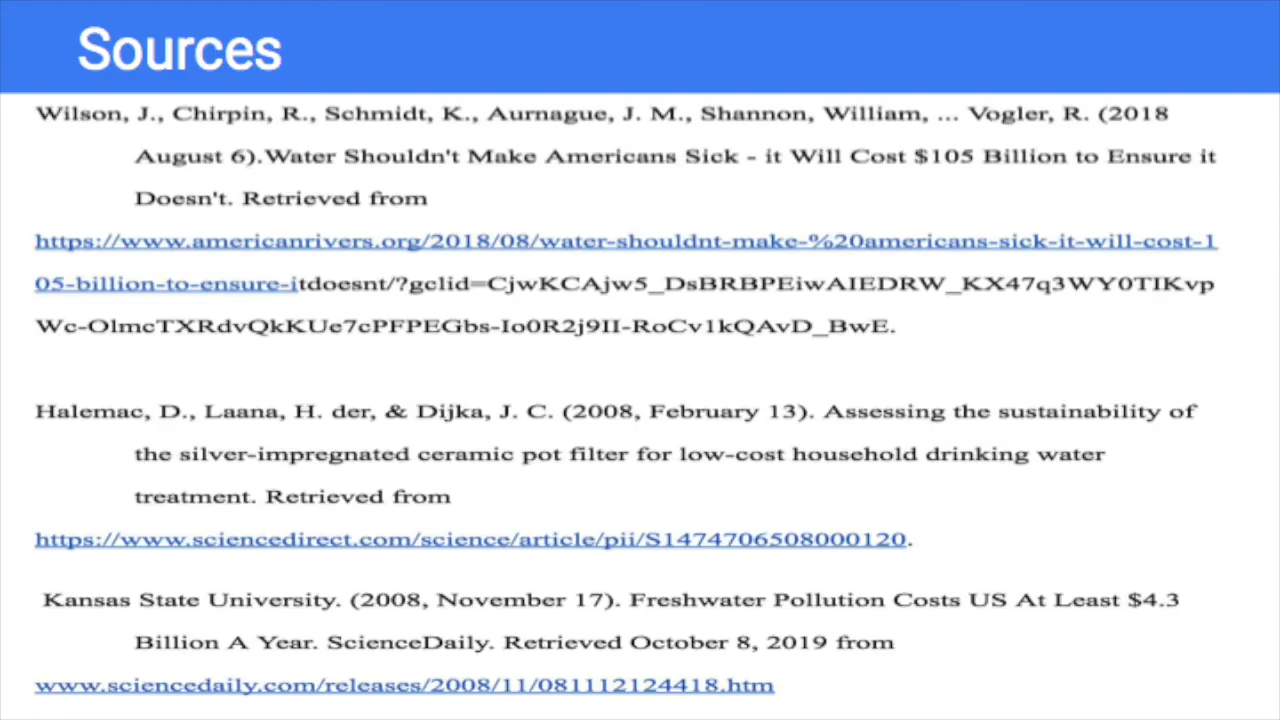 Sources
Wilson, J., Chirpin, R., Schmidt, K., Aurnague, J. M., Shannon, William, ... Vogler, R. (2018
August 6).Water Shouldn't Make Americans Sick - it Will Cost $105 Billion to Ensure it
Doesn't. Retrieved from
https://www.americanrivers.org/2018/08/water-shouldnt-make-%20americans-sick-it-will-cost-1
05-billion-to-ensure-itdoesnt/?gclid=CjwKCAjw5_DsBRBPEiwAIEDRW_KX47q3WY0TIKvp
Wc-OlmcTXRdvQkKUe7cPFPEGbs-Io0R2j9II-RoCv1kQAvD_BwE.
Halemac, D., Laana, H. der, & Dijka, J. C. (2008, February 13). Assessing the sustainability of
the silver-impregnated ceramic pot filter for low-cost household drinking water
treatment. Retrieved from
https://www.sciencedirect.com/science/article/pii/S1474706508000120.
Kansas State University. (2008, November 17). Freshwater Pollution Costs US At Least $4.3
Billion A Year. ScienceDaily. Retrieved October 8, 2019 from
www.sciencedaily.com/releases/2008/11/081112124418.htm